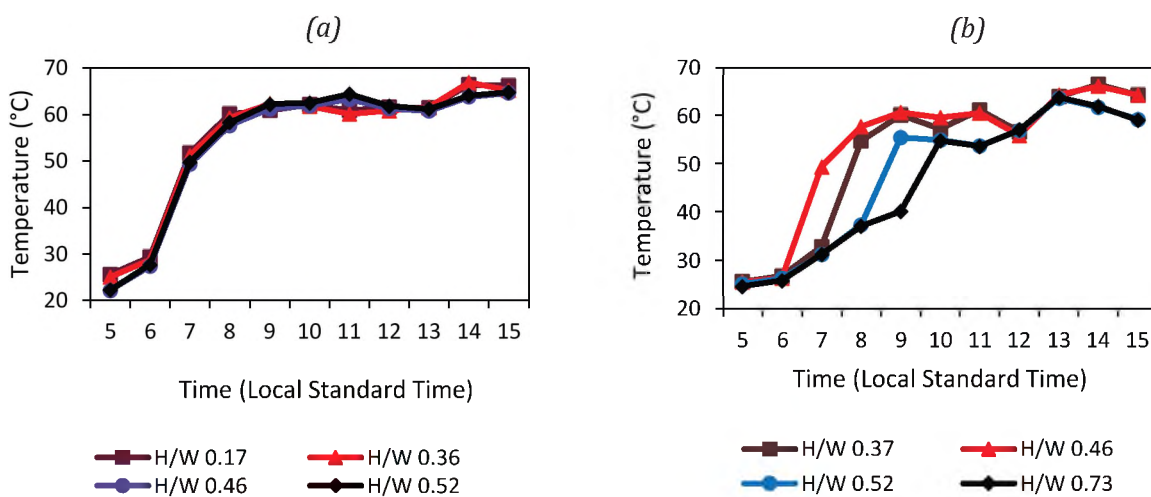 (a)
Temperature (°C)
70
60
50
40
30
20
5 6 7 8 9 10 11 12 13 14 15
Time (Local Standard Time)
H/W 0.17 H/W 0.36
H/W 0.46 H/W 0.52
(b)
Temperature (°C)
70
60
50
40
30
20
5 6 7 8 9 10 11 12 13 14 15
Time (Local Standard Time)
H/W 0.37 H/W 0.46
H/W 0.52 H/W 0.73